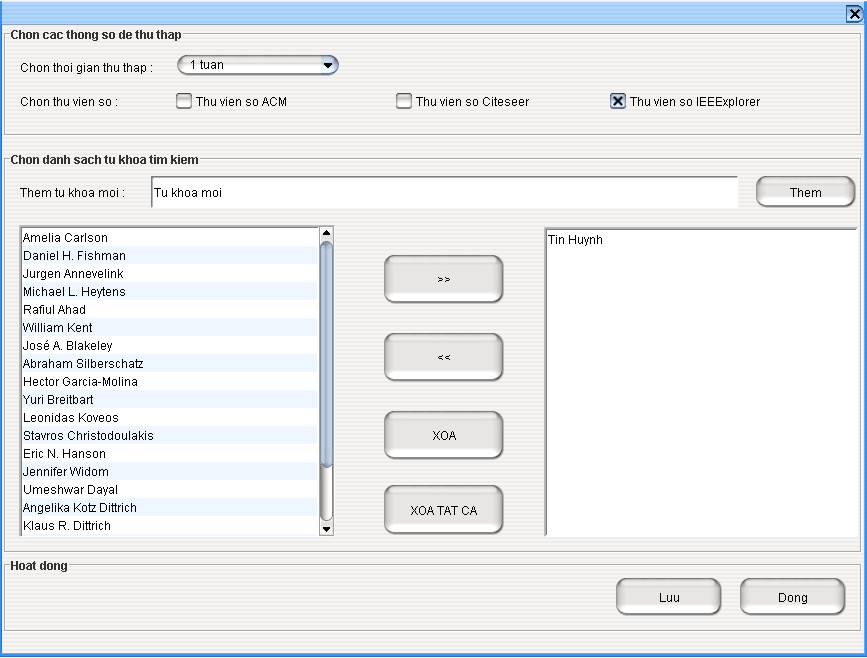 Chon cac thong so de thu thap
Chon thoi gian thu thap : 1 tuan
Chon thu vien so : Thu vien so ACM Thu vien so Citeseer Thu vien so IEEExplorer
Chon danh sach tu khoa tim kiem
Them tu khoa moi : Tu khoa moi Them
Amelia Carlson
Daniel H. Fishman
Jurgen Annevelink
Michael L. Heytens
Rafiul Ahad
William Kent
José A. Blakeley
Abraham Silberschatz
Hector Garcia-Molina
Yuri Breitbart
Leonidas Koveos
Stavros Christodoulakis
Eric N. Hanson
Jennifer Widom
Umeshwar Dayal
Angelika Kotz Dittrich
Klaus R. Dittrich
>>
<<
XOA
XOA TAT CA
Tin Huynh
Hoat dong
Luu Dong